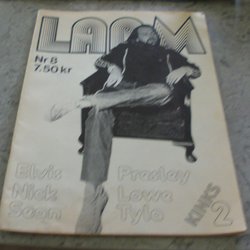 LARM
Nr 8
7.50 kr
Elvis Presley
Nick Lowe
Sean Tyla
KINKS 2